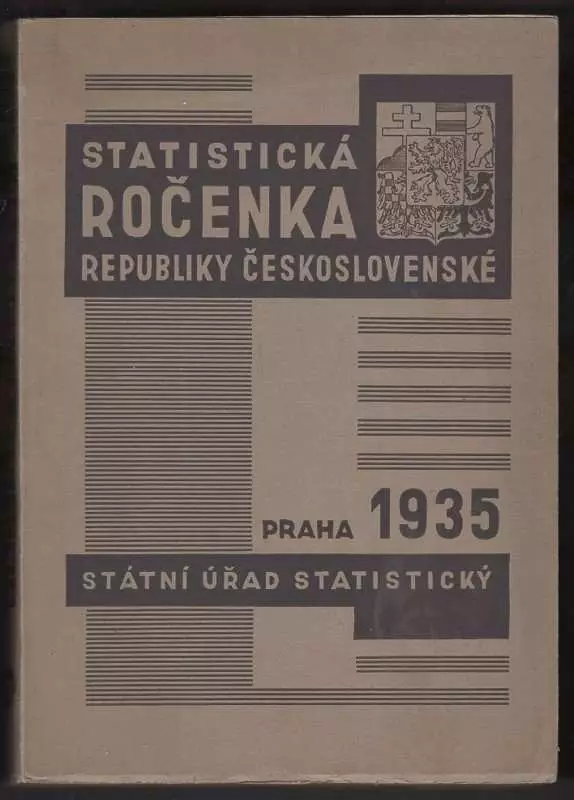 STATISTICKÁ
ROČENKA
REPUBLIKY ČESKOSLOVENSKÉ
PRAHA 1935
STÁTNÍ ÚŘAD STATISTICKÝ